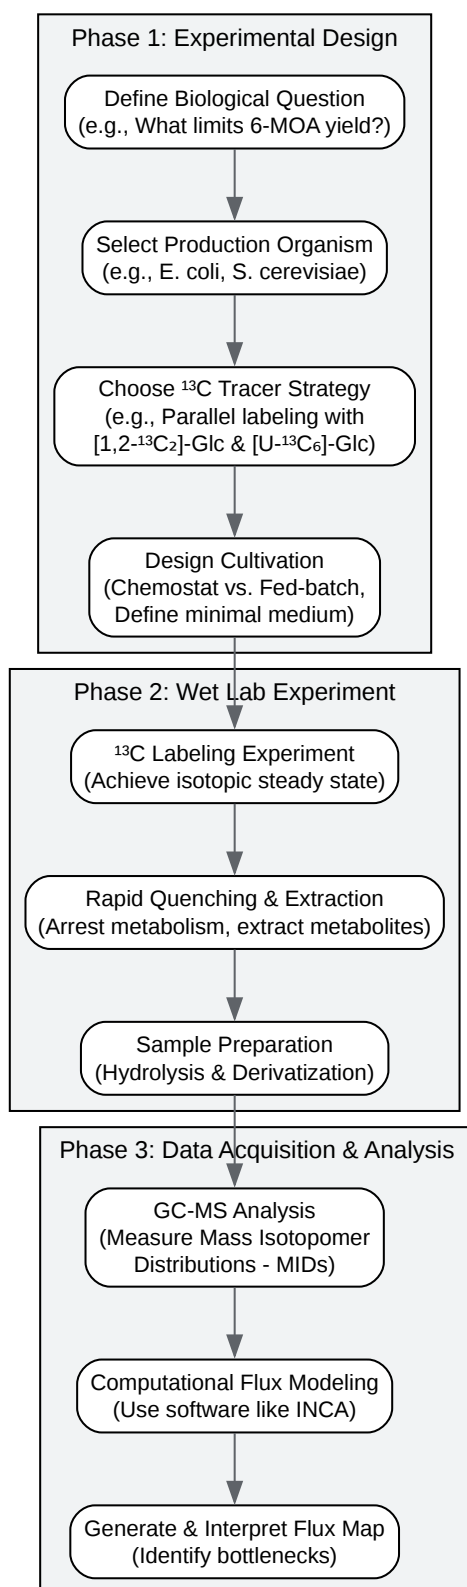 Phase 1: Experimental Design
Define Biological Question
(e.g., What limits 6-MOA yield?)
Select Production Organism
(e.g., E. coli, S. cerevisiae)
Choose ¹³C Tracer Strategy
(e.g., Parallel labeling with
[1,2-¹³C₂]-Glc & [U-¹³C₆]-Glc)
Design Cultivation
(Chemostat vs. Fed-batch,
Define minimal medium)
Phase 2: Wet Lab Experiment
¹³C Labeling Experiment
(Achieve isotopic steady state)
Rapid Quenching & Extraction
(Arrest metabolism, extract metabolites)
Sample Preparation
(Hydrolysis & Derivatization)
Phase 3: Data Acquisition & Analysis
GC-MS Analysis
(Measure Mass Isotopomer
Distributions - MIDs)
Computational Flux Modeling
(Use software like INCA)
Generate & Interpret Flux Map
(Identify bottlenecks)